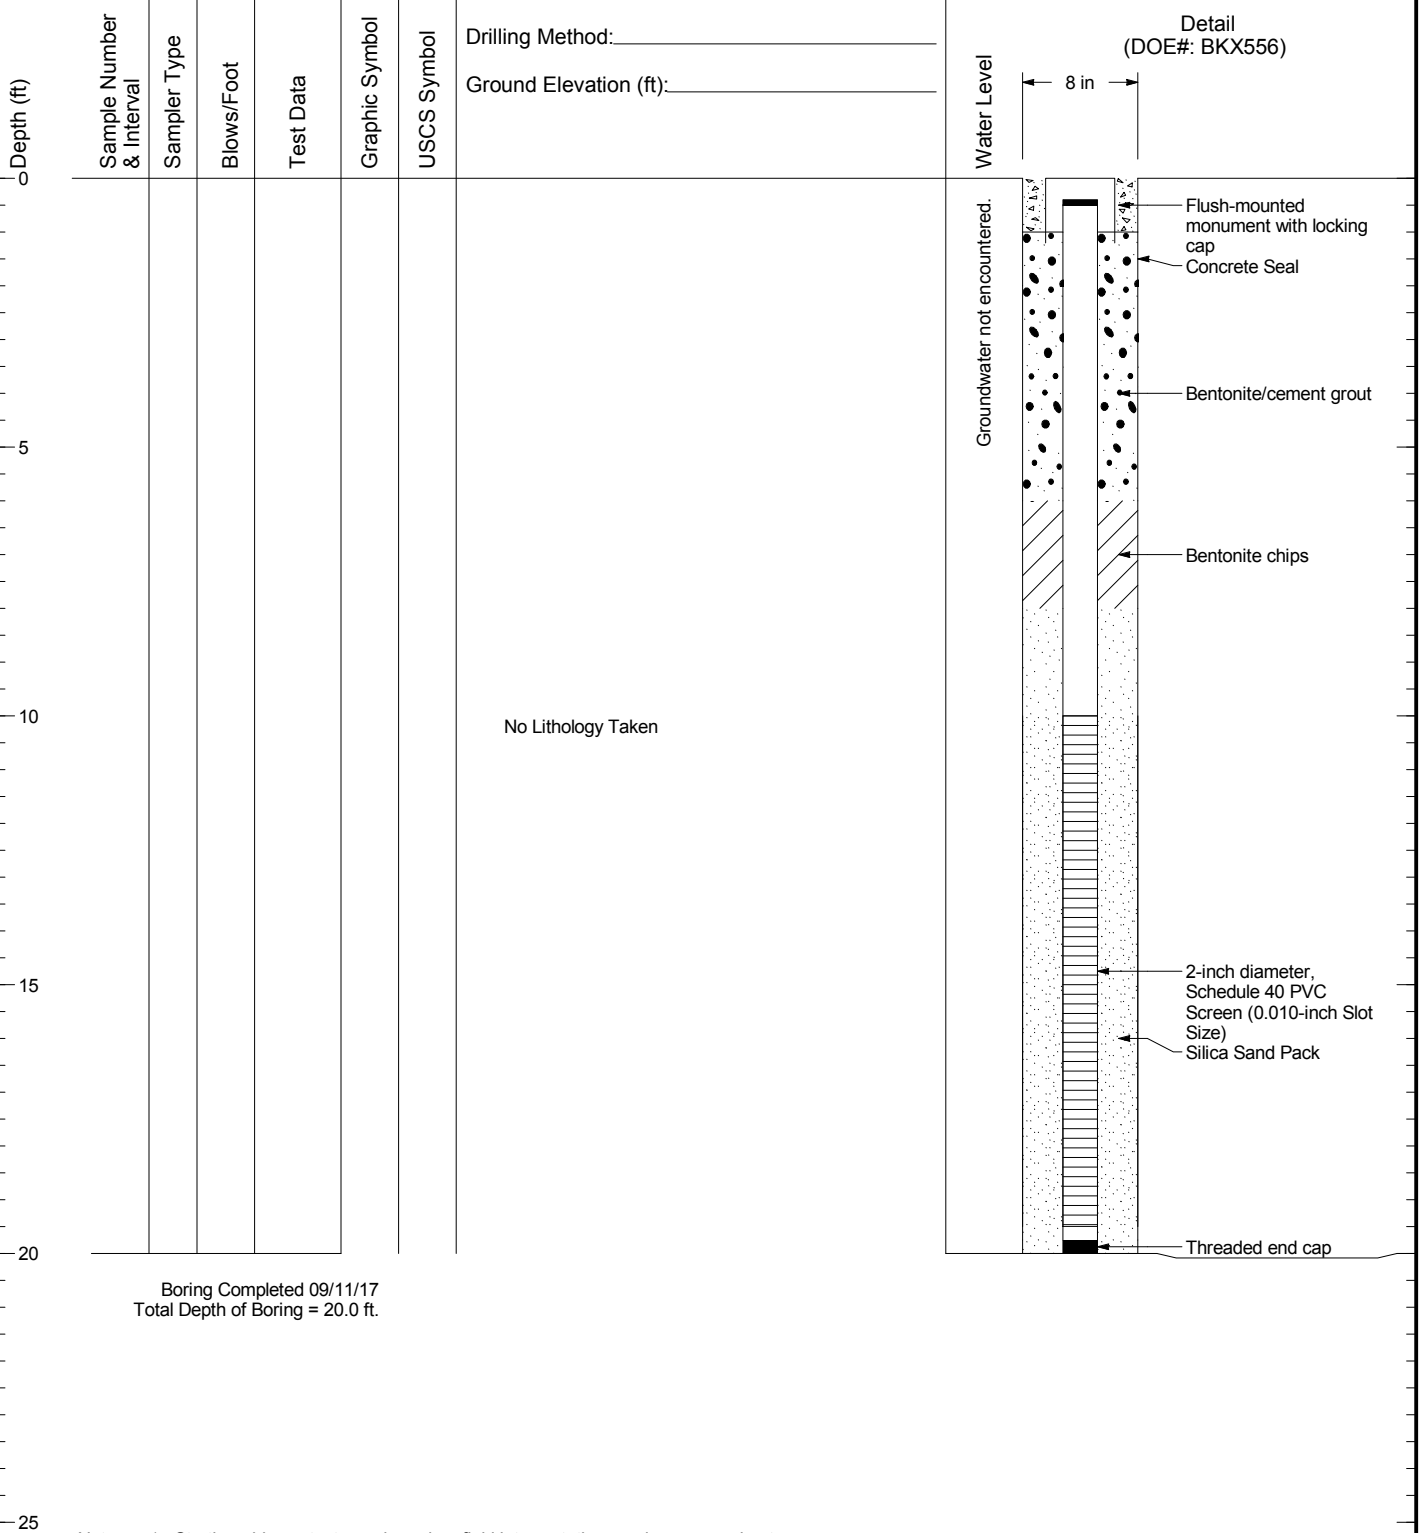 Depth (ft)
Sample Number
& Interval
Sampler Type
Blows/Foot
Test Data
Graphic Symbol
USCS Symbol
Drilling Method:
Ground Elevation (ft):
Water Level
Detail
(DOE#: BKX556)
8 in
0
Groundwater not encountered.
Flush-mounted
monument with locking
cap
Concrete Seal
Bentonite/cement grout
5
Bentonite chips
10
No Lithology Taken
15
2-inch diameter,
Schedule 40 PVC
Screen (0.010-inch Slot
Size)
Silica Sand Pack
20
Threaded end cap
Boring Completed 09/11/17
Total Depth of Boring = 20.0 ft.
25